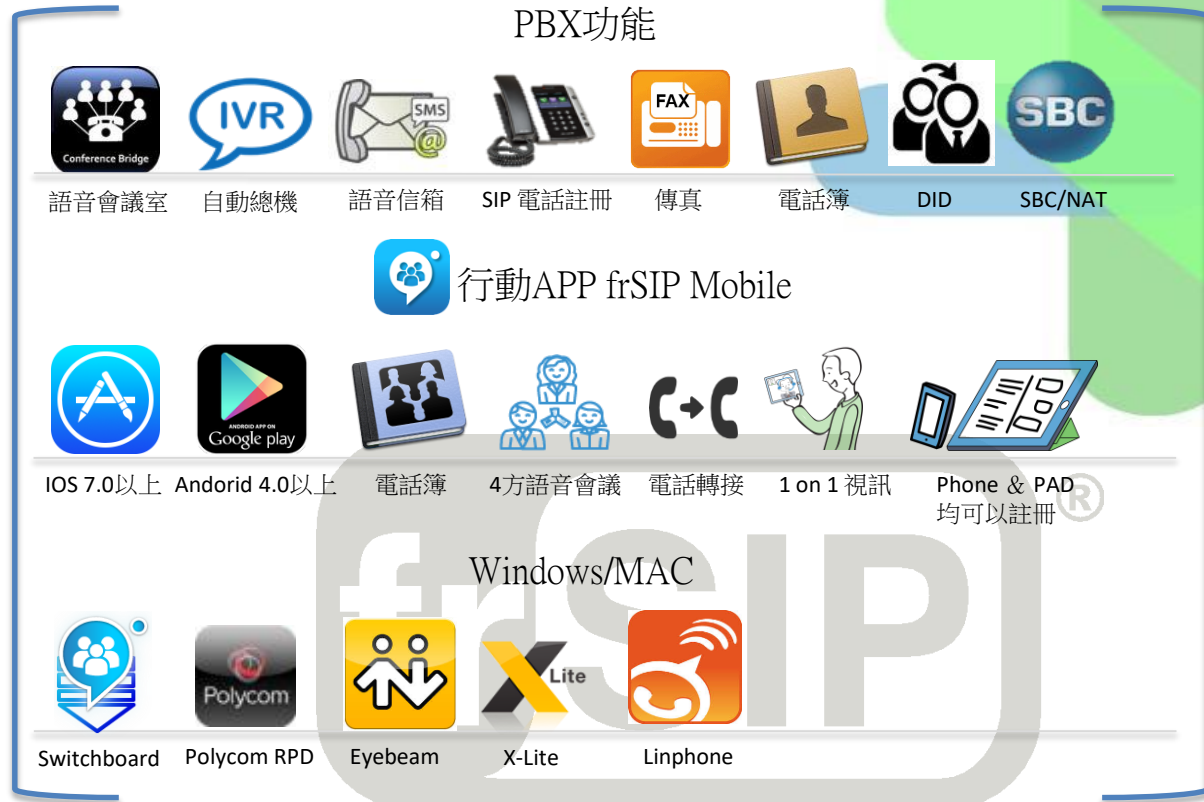 PBX功能
Conference Bridge
IVR
SMS
@
FAX
SBC
語音會議室 自動總機 語音信箱 SIP 電話註冊 傳真 電話簿 DID SBC/NAT
行動APP frSIP Mobile
ANDROID APP ON
Google play
IOS 7.0以上 Andorid 4.0以上 電話簿 4方語音會議 電話轉接 1 on 1 視訊 Phone & PAD
均可以註冊
®
frSIP
Windows/MAC
Polycom
X Lite
Switchboard Polycom RPD Eyebeam X-Lite Linphone